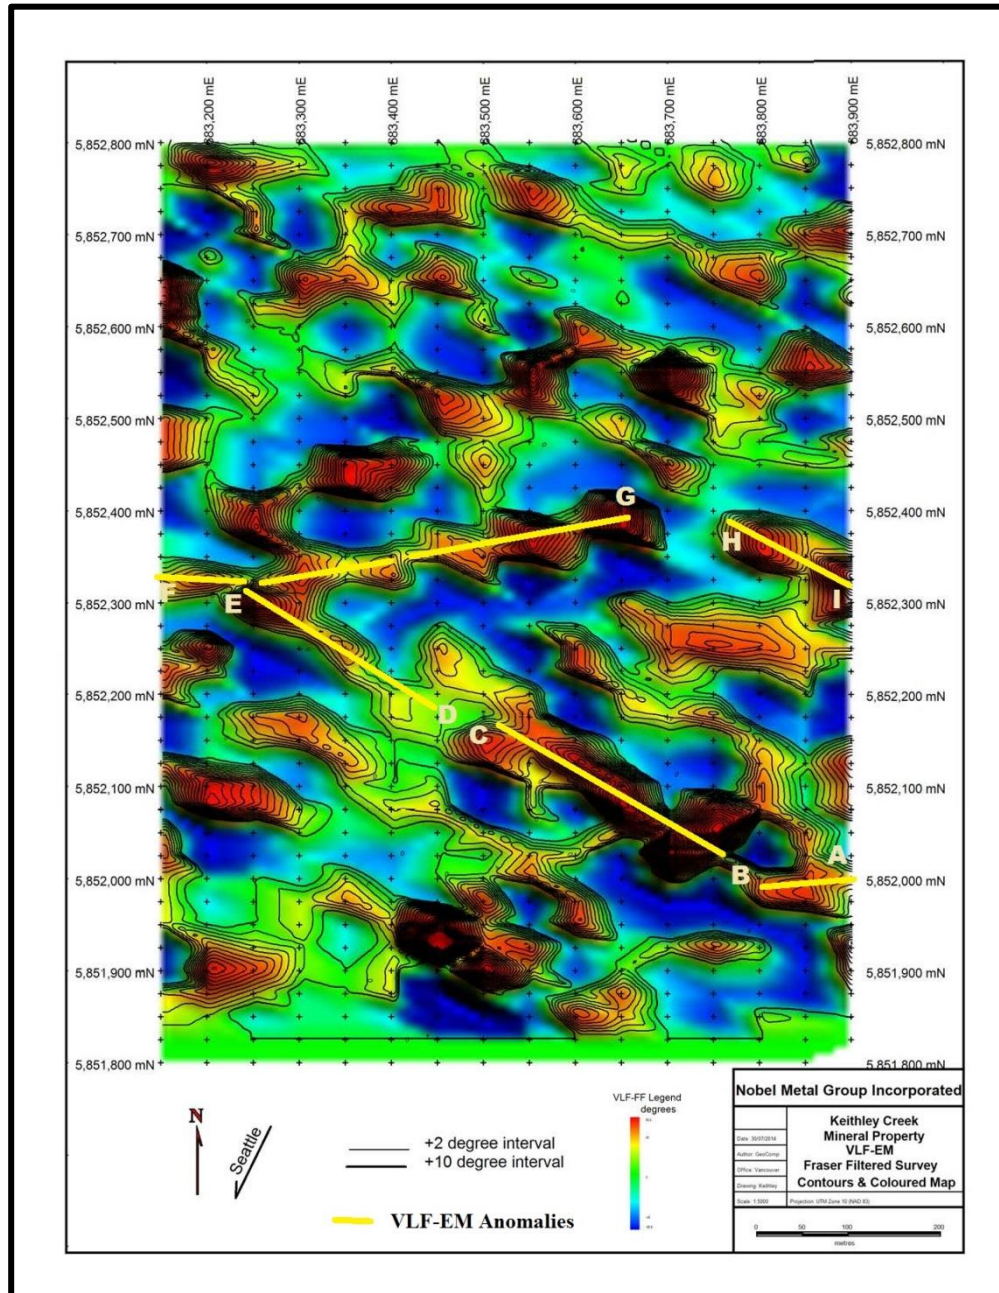 683,200 mE
683,300 mE
683,400 mE
683,500 mE
683,600 mE
683,700 mE
683,800 mE
683,900 mE
5,852,800 mN
5,852,800 mN
5,852,700 mN
5,852,700 mN
5,852,600 mN
5,852,600 mN
5,852,500 mN
5,852,500 mN
G
5,852,400 mN
5,852,400 mN
H
F
E
I
5,852,300 mN
5,852,300 mN
5,852,200 mN
5,852,200 mN
D
C
5,852,100 mN
5,852,100 mN
A
B
5,852,000 mN
5,852,000 mN
5,851,900 mN
5,851,900 mN
5,851,800 mN
5,851,800 mN
N
Seattle
+2 degree interval
+10 degree interval
VLF-EM Anomalies
VLF-FF Legend
degrees
Nobel Metal Group Incorporated
Date: 30/07/2014
Author: GeoComp
Office: Vancouver
Drawing: Keithley
Scale: 1:5000
Keithley Creek
Mineral Property
VLF-EM
Fraser Filtered Survey
Contours & Coloured Map
Projection: UTM Zone 10 (NAD 83)
0 50 100 200
metres